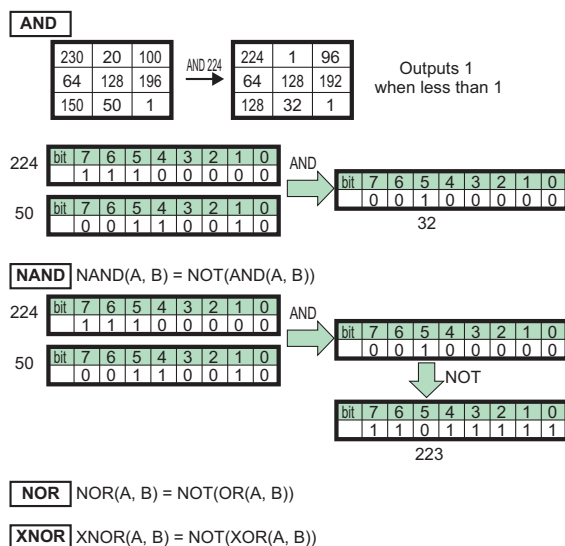 AND
230 20 100
64 128 196
150 50 1
AND 224
224 1 96
64 128 192
128 32 1
Outputs 1
when less than 1
224
bit 7 6 5 4 3 2 1 0
1 1 1 0 0 0 0 0
50
bit 7 6 5 4 3 2 1 0
0 0 1 1 0 0 1 0
AND
bit 7 6 5 4 3 2 1 0
0 0 1 0 0 0 0 0
32
NAND NAND(A, B) = NOT(AND(A, B))
224
bit 7 6 5 4 3 2 1 0
1 1 1 0 0 0 0 0
50
bit 7 6 5 4 3 2 1 0
0 0 1 1 0 0 1 0
AND
bit 7 6 5 4 3 2 1 0
0 0 1 0 0 0 0 0
NOT
bit 7 6 5 4 3 2 1 0
1 1 0 1 1 1 1 1
223
NOR NOR(A, B) = NOT(OR(A, B))
XNOR XNOR(A, B) = NOT(XOR(A, B))